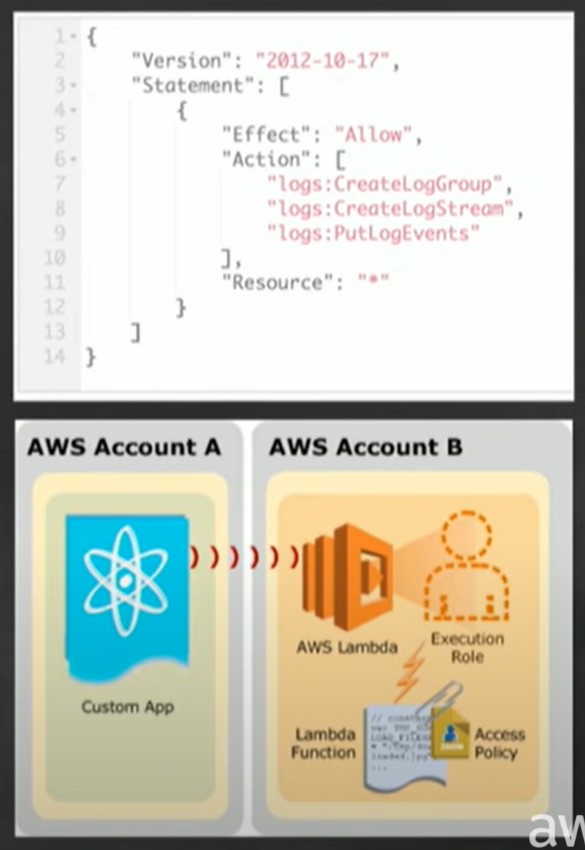 1 {
2 "Version": "2012-10-17",
3 "Statement": [
4 {
5 "Effect": "Allow",
6 "Action": [
7 "logs:CreateLogGroup",
8 "logs:CreateLogStream",
9 "logs:PutLogEvents"
10 ],
11 "Resource": "*"
12 }
13 ]
14 }
AWS Account A
AWS Account B
Custom App
AWS Lambda
Execution
Role
Lambda
Function
Access
Policy
JSON
aw